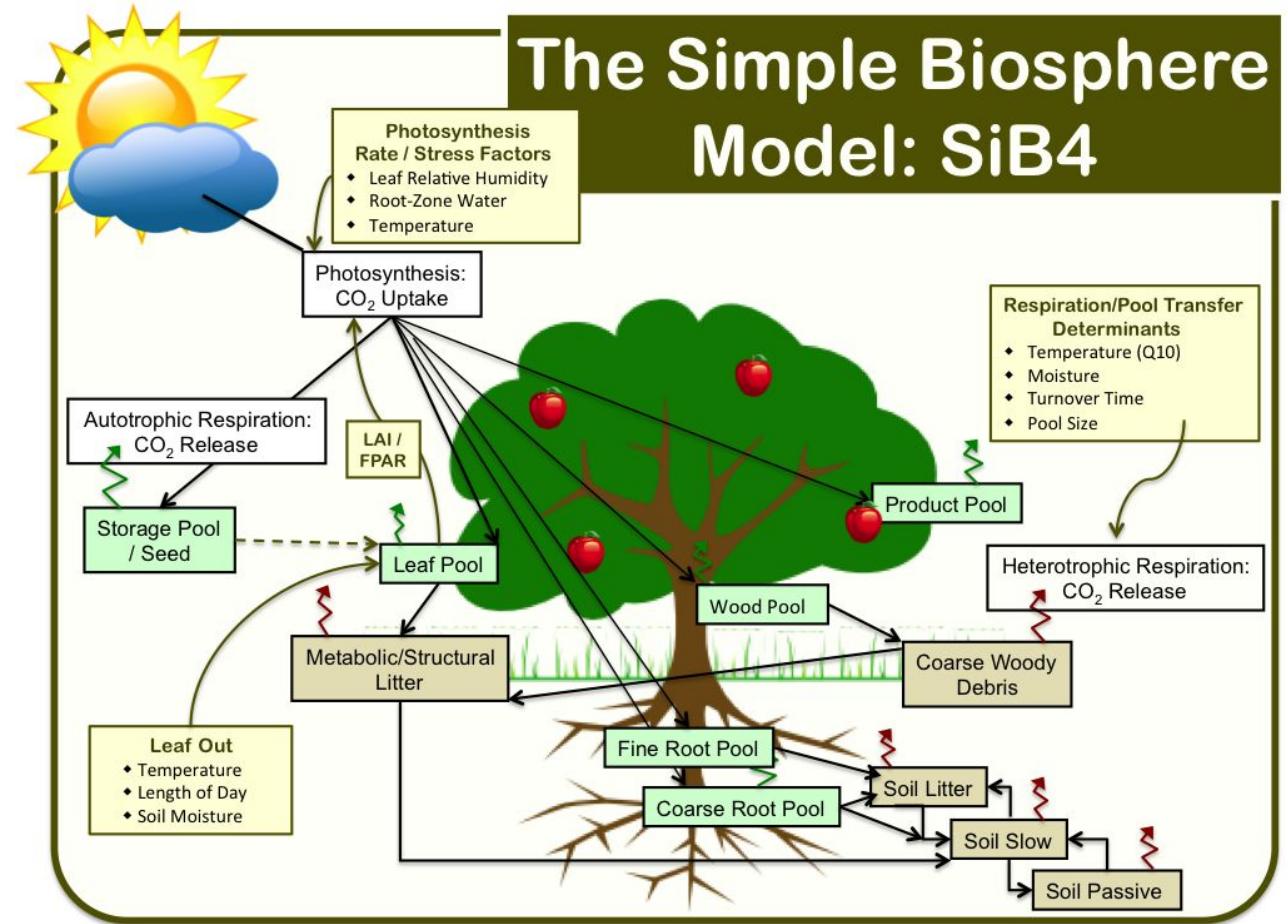 The Simple Biosphere
Model: SiB4
Photosynthesis
Rate / Stress Factors
◆ Leaf Relative Humidity
◆ Root-Zone Water
◆ Temperature
Photosynthesis:
CO₂ Uptake
Respiration/Pool Transfer
Determinants
◆ Temperature (Q10)
◆ Moisture
◆ Turnover Time
◆ Pool Size
Autotrophic Respiration:
CO₂ Release
LAI /
FPAR
Storage Pool
/ Seed
Leaf Pool
Product Pool
Heterotrophic Respiration:
CO₂ Release
Wood Pool
Metabolic/Structural
Litter
Coarse Woody
Debris
Leaf Out
◆ Temperature
◆ Length of Day
◆ Soil Moisture
Fine Root Pool
Coarse Root Pool
Soil Litter
Soil Slow
Soil Passive